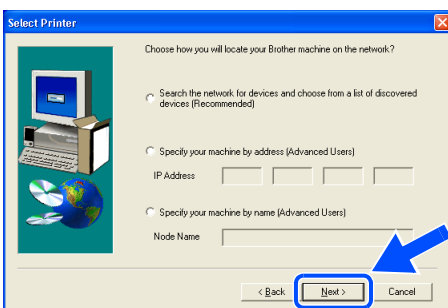 Select Printer
Choose how you will locate your Brother machine on the network?
Search the network for devices and choose from a list of discovered
devices (Recommended)
Specify your machine by address (Advanced Users)
IP Address
Specify your machine by name (Advanced Users)
Node Name
< Back
Next >
Cancel